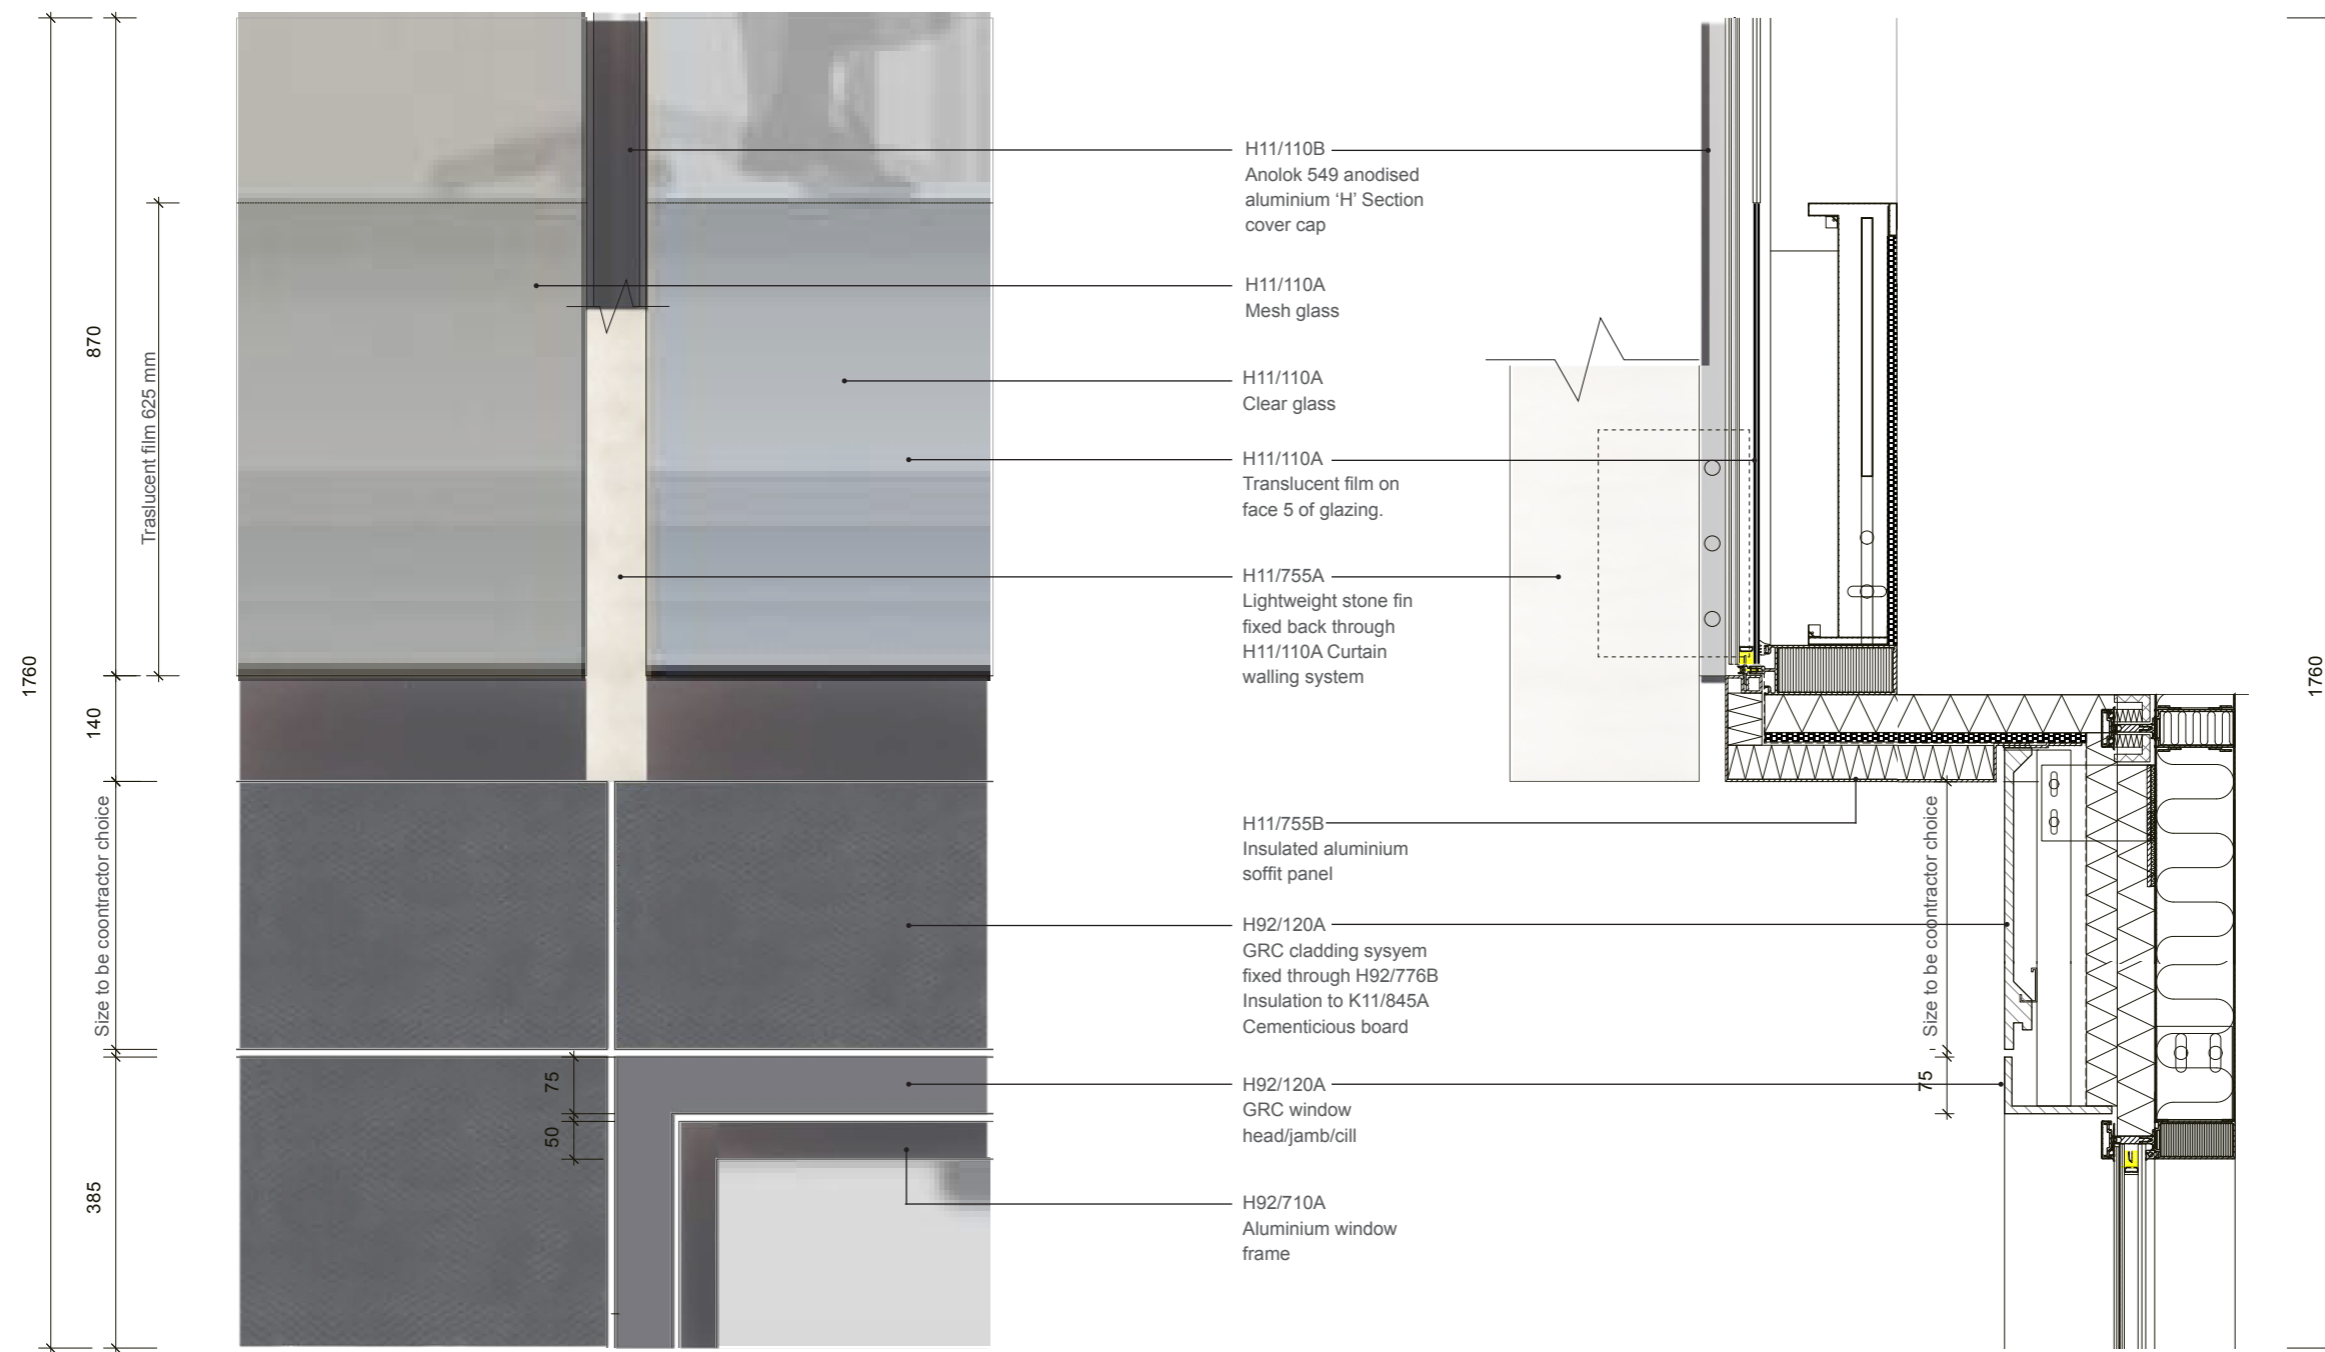 1760
870
140
Size to be coontractor choice
385
Traslucent film 625 mm
75
50
H11/110B
Anolok 549 anodised
aluminium ‘H’ Section
cover cap
H11/110A
Mesh glass
H11/110A
Clear glass
H11/110A
Translucent film on
face 5 of glazing.
H11/755A
Lightweight stone fin
fixed back through
H11/110A Curtain
walling system
H11/755B
Insulated aluminium
soffit panel
H92/120A
GRC cladding sysyem
fixed through H92/776B
Insulation to K11/845A
Cementicious board
H92/120A
GRC window
head/jamb/cill
H92/710A
Aluminium window
frame
Size to be coontractor choice
75
1760